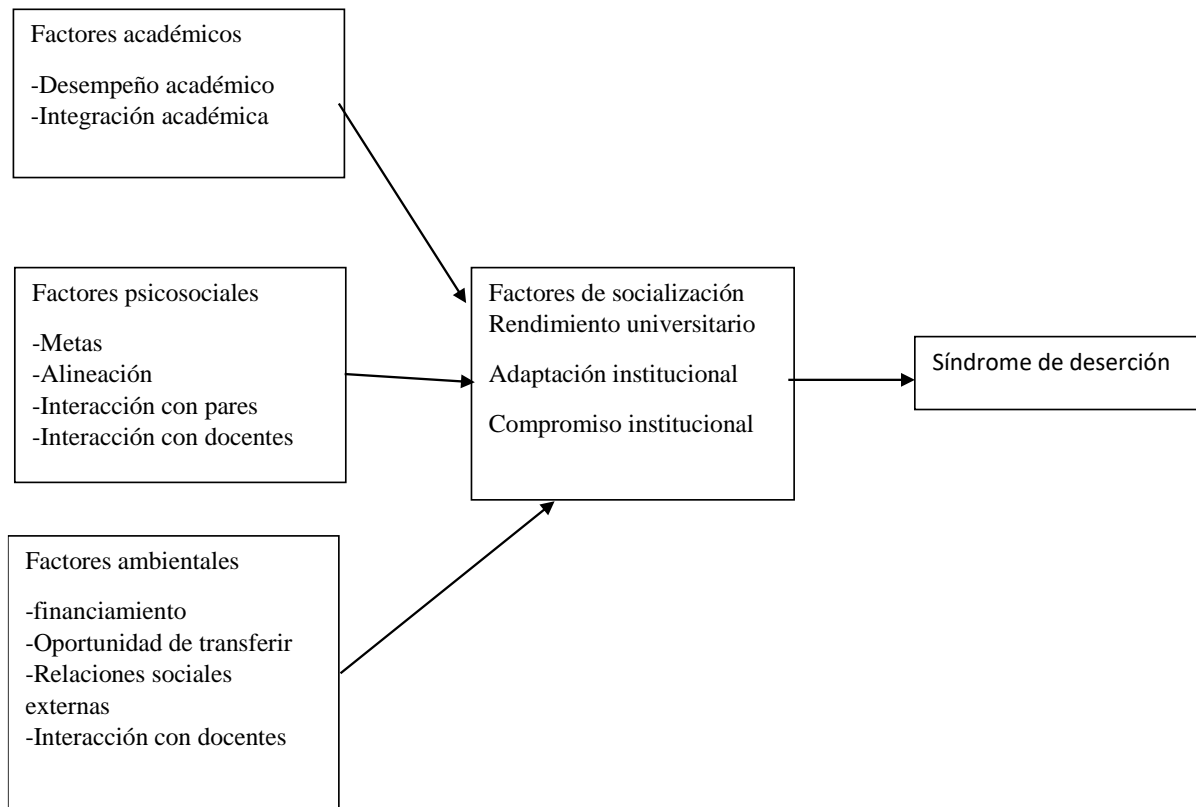 Factores académicos
-Desempeño académico
-Integración académica
Factores psicosociales
-Metas
-Alineación
-Interacción con pares
-Interacción con docentes
Factores ambientales
-financiamiento
-Oportunidad de transferir
-Relaciones sociales
externas
-Interacción con docentes
Factores de socialización
Rendimiento universitario
Adaptación institucional
Compromiso institucional
Síndrome de deserción